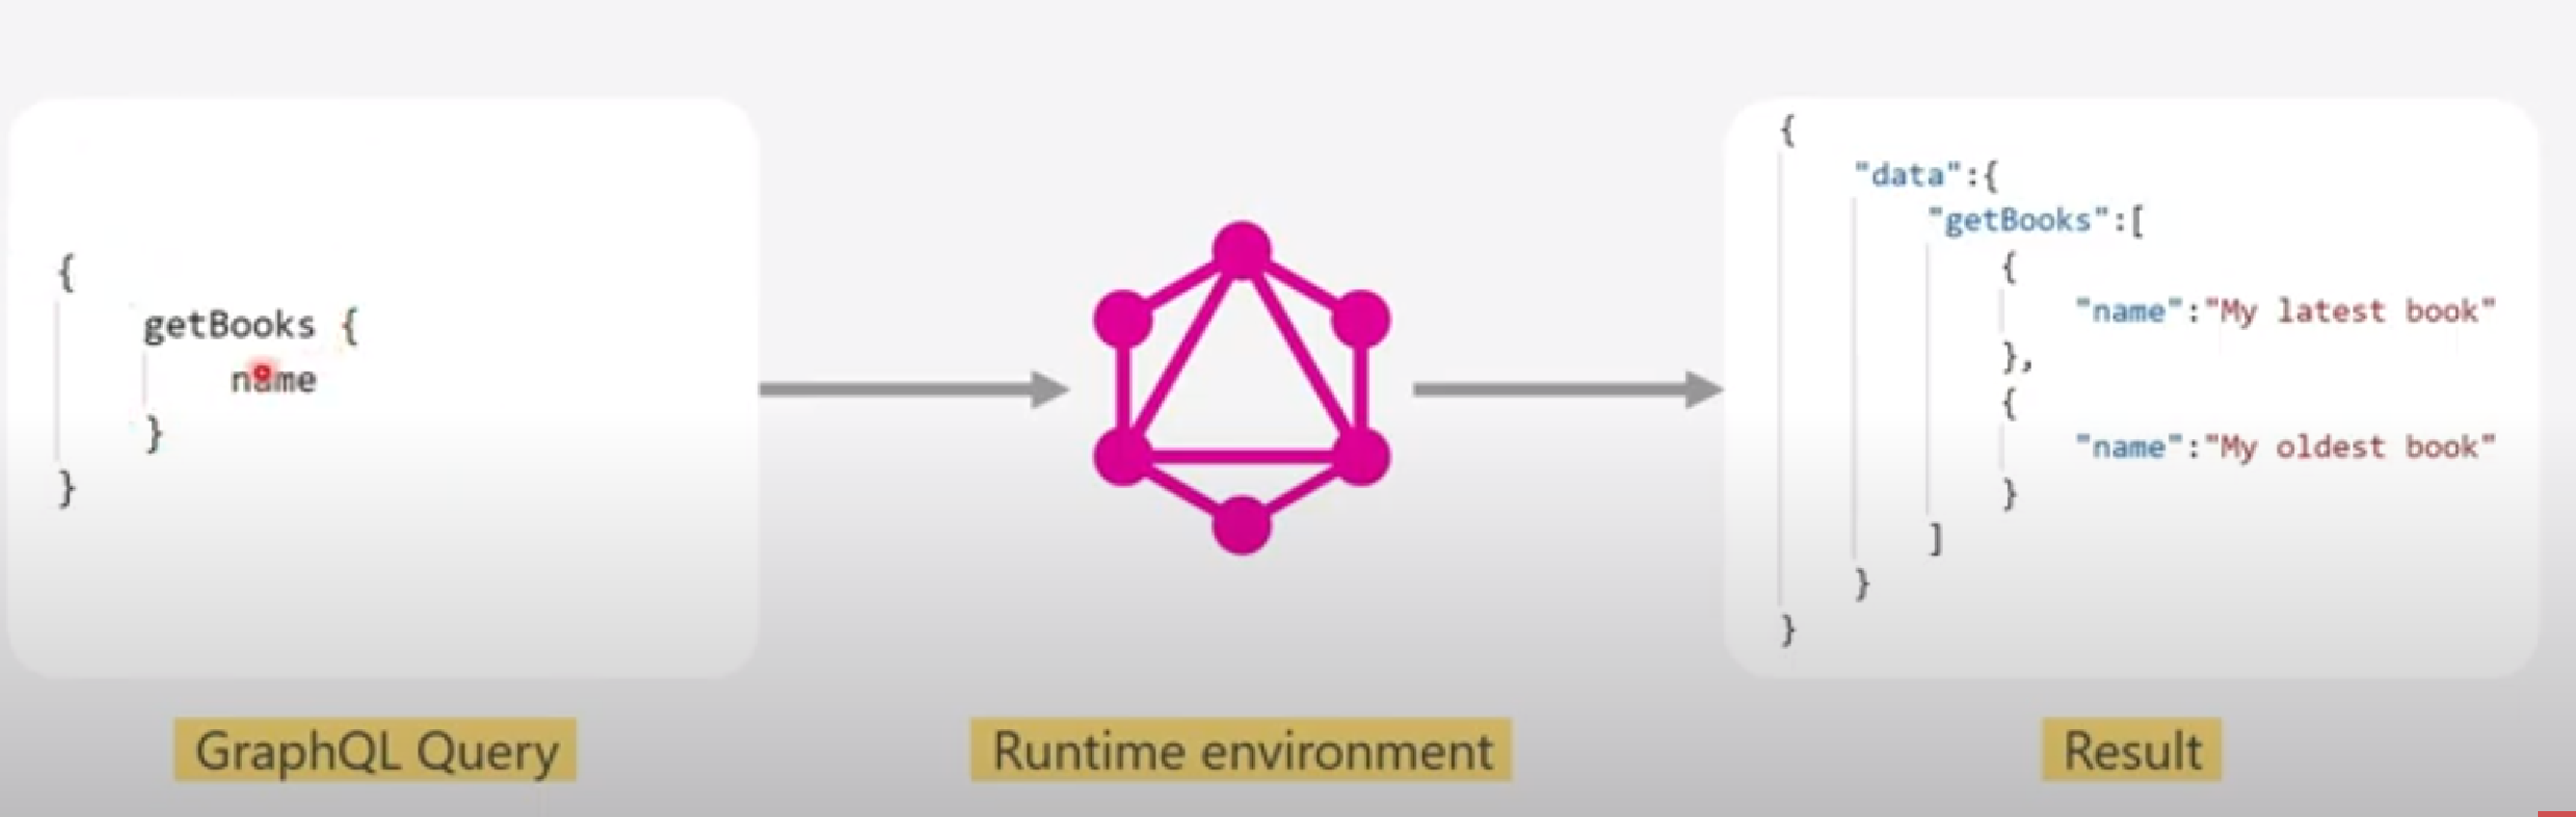 {
getBooks {
name
}
}
GraphQL Query
Runtime environment
{
"data":{
"getBooks":[
{
"name":"My latest book"
},
{
"name":"My oldest book"
}
]
}
}
Result